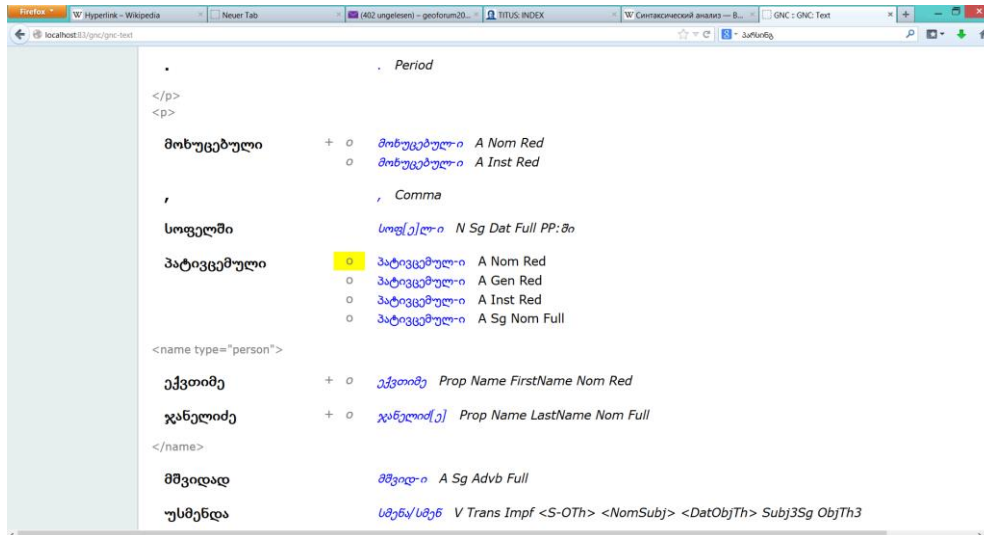 Firefox
W Hyperlink – Wikipedia
Neuer Tab
(402 ungelesen) – geoforum20...
TITUS: INDEX
W Синтаксический анализ — В...
GNC : GNC: Text
localhost:83/gnc/gnc-text
. . Period
</p>
<p>
მოხუცებული + o მოხუცებულ-ი A Nom Red
o მოხუცებულ-ი A Inst Red
, , Comma
სოფელში სოფ[ე]ლ-ი N Sg Dat Full PP:ში
პატივცემული o პატივცემულ-ი A Nom Red
o პატივცემულ-ი A Gen Red
o პატივცემულ-ი A Inst Red
o პატივცემულ-ი A Sg Nom Full
<name type="person">
ექვთიმე + o ექვთიმე Prop Name FirstName Nom Red
ჯანელიძე + o ჯანელიძ[ე] Prop Name LastName Nom Full
</name>
მშვიდად მშვიდ-ი A Sg Advb Full
უსმენდა სმენა/სმენ V Trans Impf <S-OTh> <NomSubj> <DatObjTh> Subj3Sg ObjTh3